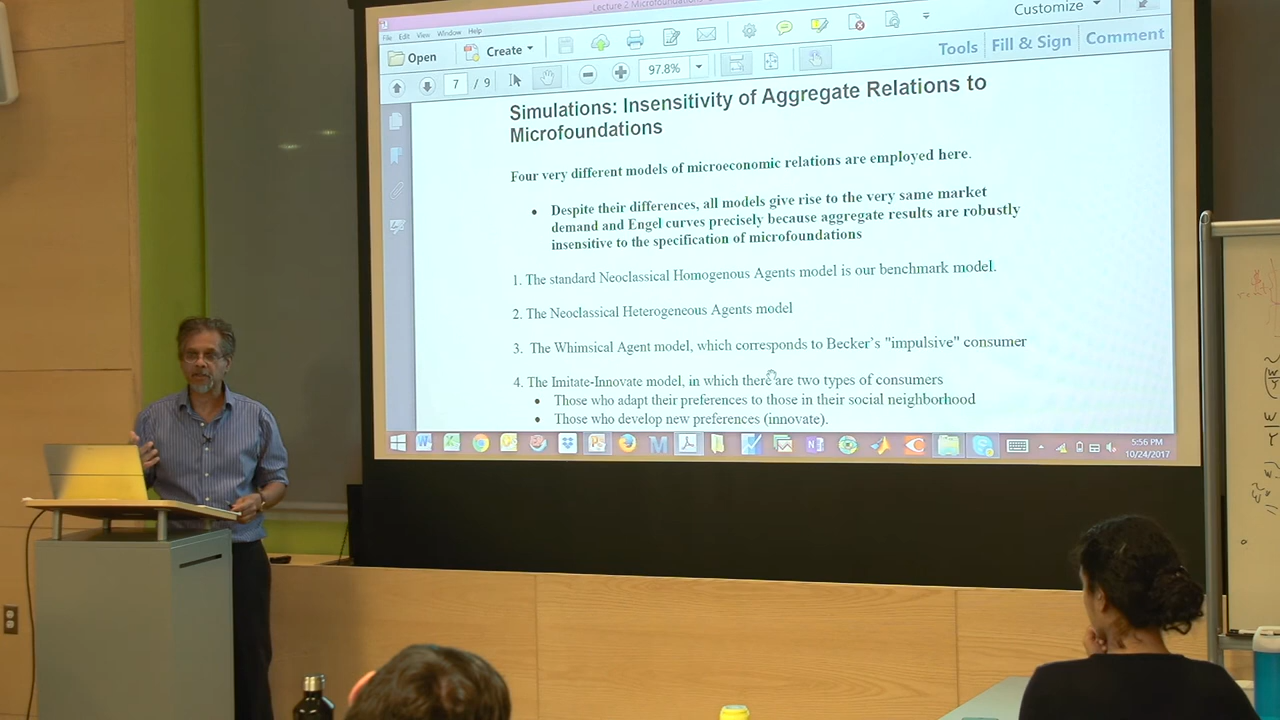 Lecture 2 Microfoundations
File Edit View Window Help
Customize
Open
Create
Tools
Fill & Sign
Comment
7 / 9
97.8%
Simulations: Insensitivity of Aggregate Relations to
Microfoundations
Four very different models of microeconomic relations are employed here.
• Despite their differences, all models give rise to the very same market
demand and Engel curves precisely because aggregate results are robustly
insensitive to the specification of microfoundations
1. The standard Neoclassical Homogenous Agents model is our benchmark model.
2. The Neoclassical Heterogeneous Agents model
3. The Whimsical Agent model, which corresponds to Becker's "impulsive" consumer
4. The Imitate-Innovate model, in which there are two types of consumers
• Those who adapt their preferences to those in their social neighborhood
• Those who develop new preferences (innovate).
5:56 PM
10/24/2017